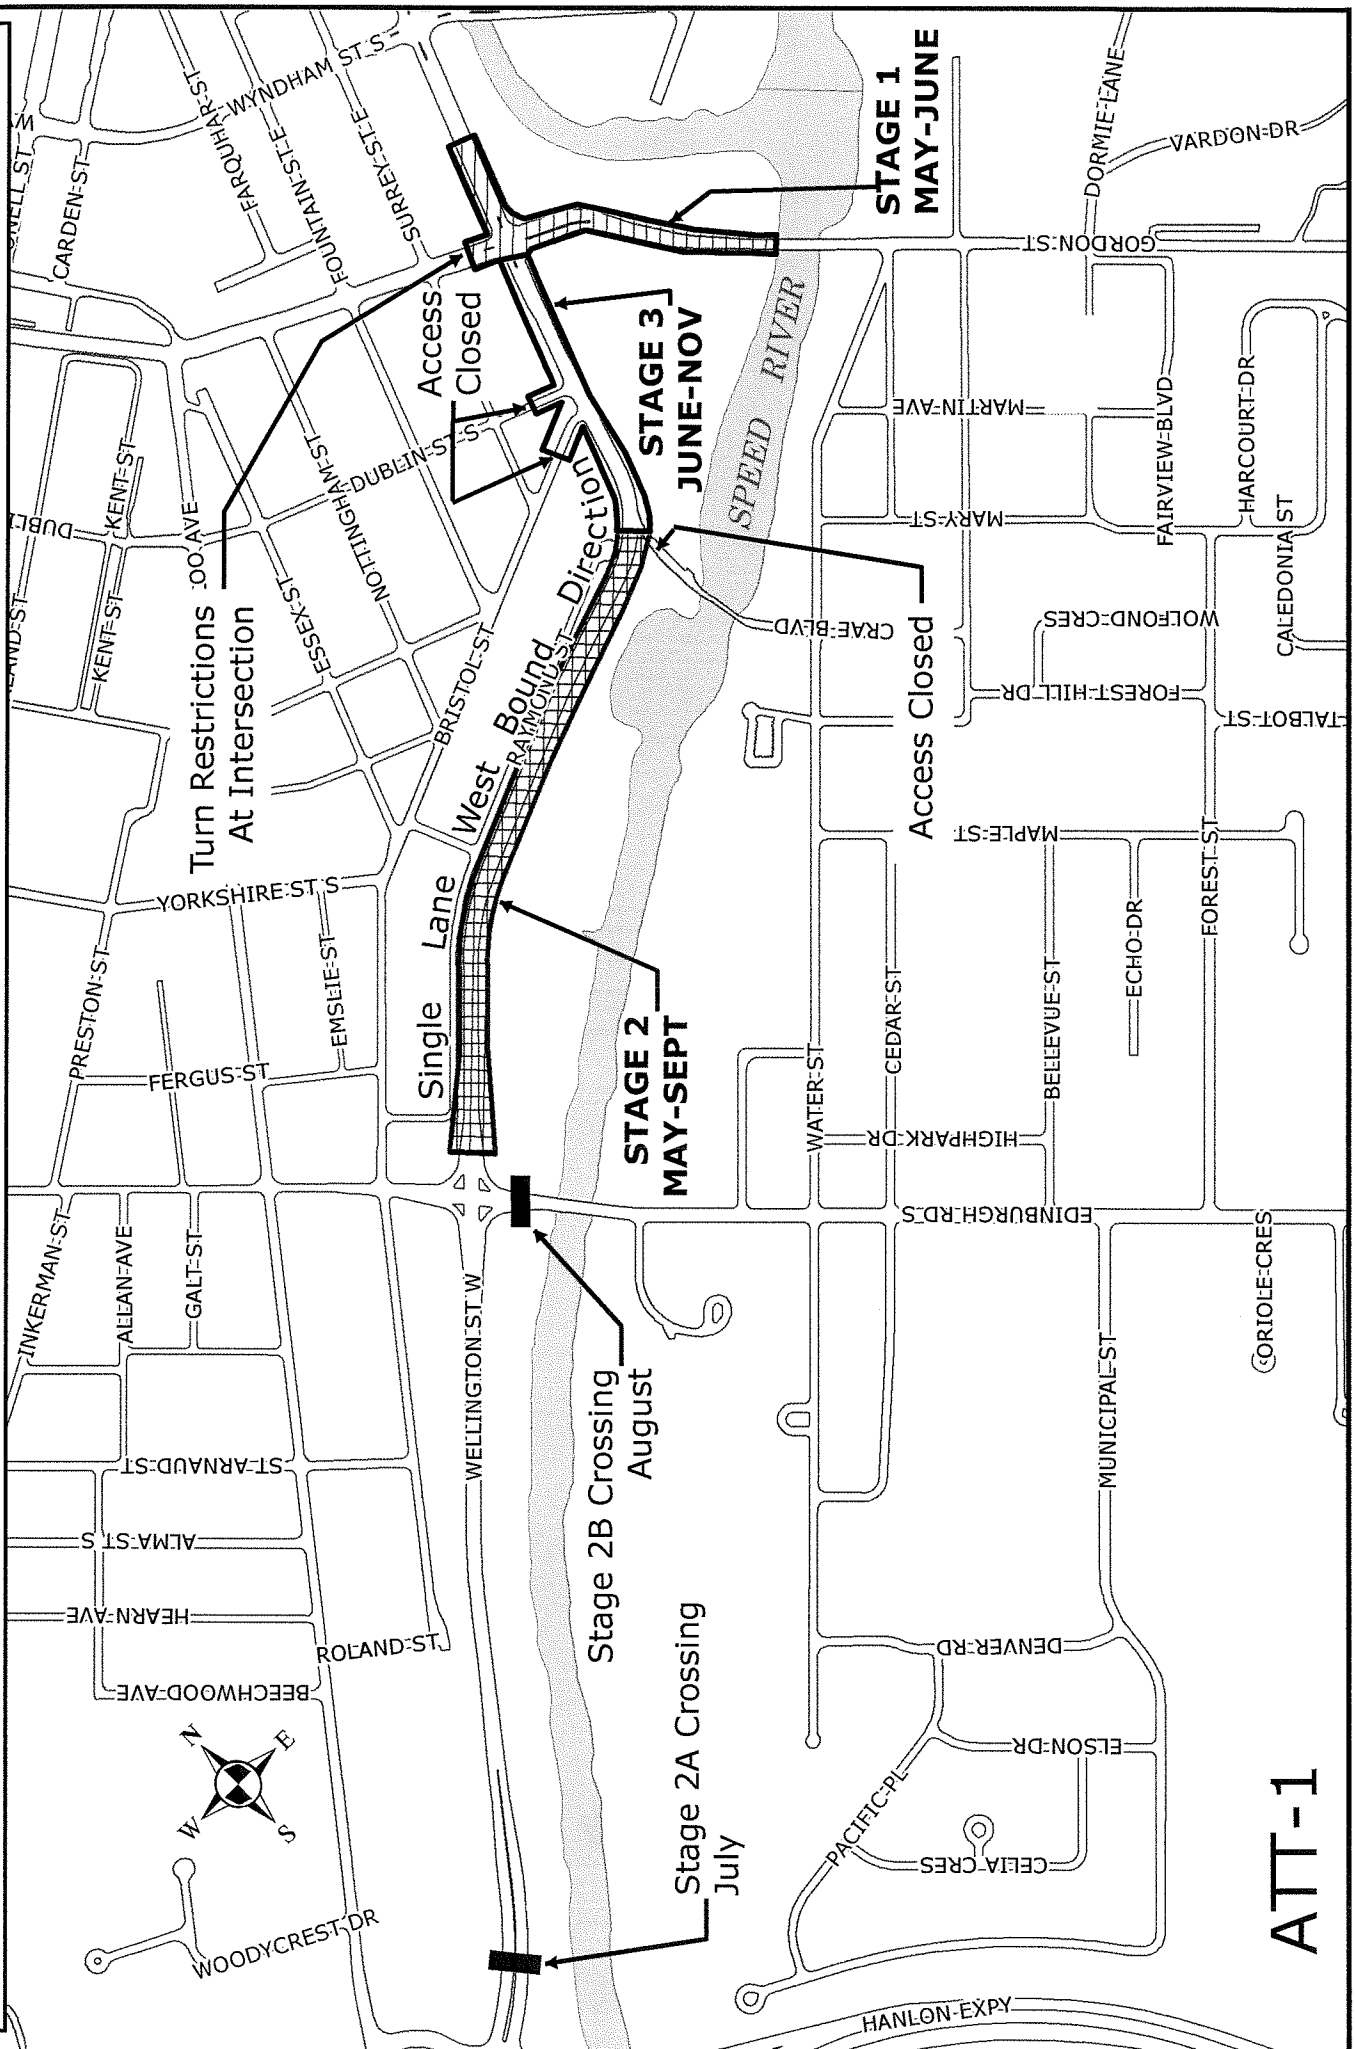 WYNDHAM ST S
FARQUHAR ST
FOUNTAIN ST E
SURREY ST E
CARDEN ST
NELL ST
W
STAGE 1
MAY-JUNE
DORMIE LANE
VARDON DR
GORDON ST
Access
Closed
STAGE 3
JUNE-NOV
SPEED RIVER
Turn Restrictions
At Intersection
KENT ST
DUBLI
KENT ST
OO AVE
NOTTINGHAM ST
DUBLIN ST S
ESSEX ST
BRISTOL ST
RAYMOND ST
Single Lane West Bound Direction
MARTIN AVE
FAIRVIEW BLVD
HARCOURT DR
MARY ST
CALEDONIA ST
CRAE BLVD
WOLFOND CRES
FOREST HILL DR
TALBOT ST
Access Closed
MAPLE ST
FOREST ST
ECHO DR
BELLEVUE ST
CEDAR ST
WATER ST
HIGHPARK DR
YORKSHIRE ST S
PRESTON ST
EMSLIE ST
FERGUS ST
STAGE 2
MAY-SEPT
EDINBURGH RD S
INKERMAN ST
ALLAN AVE
GALT ST
WELLINGTON ST W
Stage 2B Crossing
August
ORIOLE CRES
MUNICIPAL ST
ST ARNAUD ST
ALMA ST S
HEARN AVE
ROLAND ST
BEECHWOOD AVE
N
E
W
S
Stage 2A Crossing
July
DENVER RD
ELSON DR
PACIFIC PL
CELIA CRES
WOODYCREST DR
HANLON EXPY
ATT-1